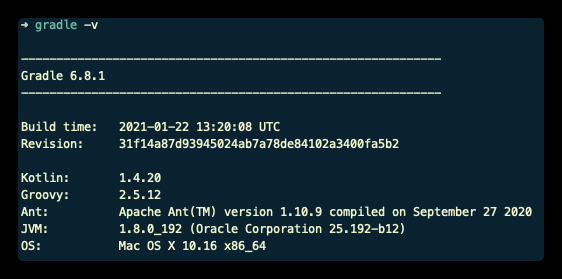 ➜ gradle -v
------------------------------------------------------------
Gradle 6.8.1
------------------------------------------------------------
Build time:   2021-01-22 13:20:08 UTC
Revision:     31f14a87d93945024ab7a78de84102a3400fa5b2
Kotlin:       1.4.20
Groovy:       2.5.12
Ant:          Apache Ant(TM) version 1.10.9 compiled on September 27 2020
JVM:          1.8.0_192 (Oracle Corporation 25.192-b12)
OS:           Mac OS X 10.16 x86_64